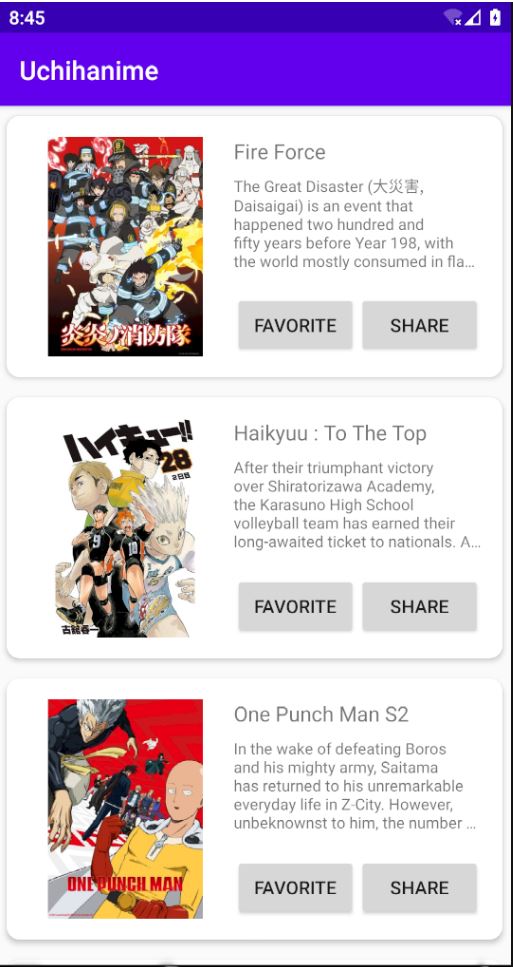 8:45
Uchihanime
炎炎ノ消防隊
Fire Force
The Great Disaster (大災害,
Daisaigai) is an event that
happened two hundred and
fifty years before Year 198, with
the world mostly consumed in fla…
FAVORITE
SHARE
ハイキュー!!
28
2日目
9
10
古舘春一
Haikyuu : To The Top
After their triumphant victory
over Shiratorizawa Academy,
the Karasuno High School
volleyball team has earned their
long-awaited ticket to nationals. A…
FAVORITE
SHARE
ONE PUNCH MAN
One Punch Man S2
In the wake of defeating Boros
and his mighty army, Saitama
has returned to his unremarkable
everyday life in Z-City. However,
unbeknownst to him, the number …
FAVORITE
SHARE